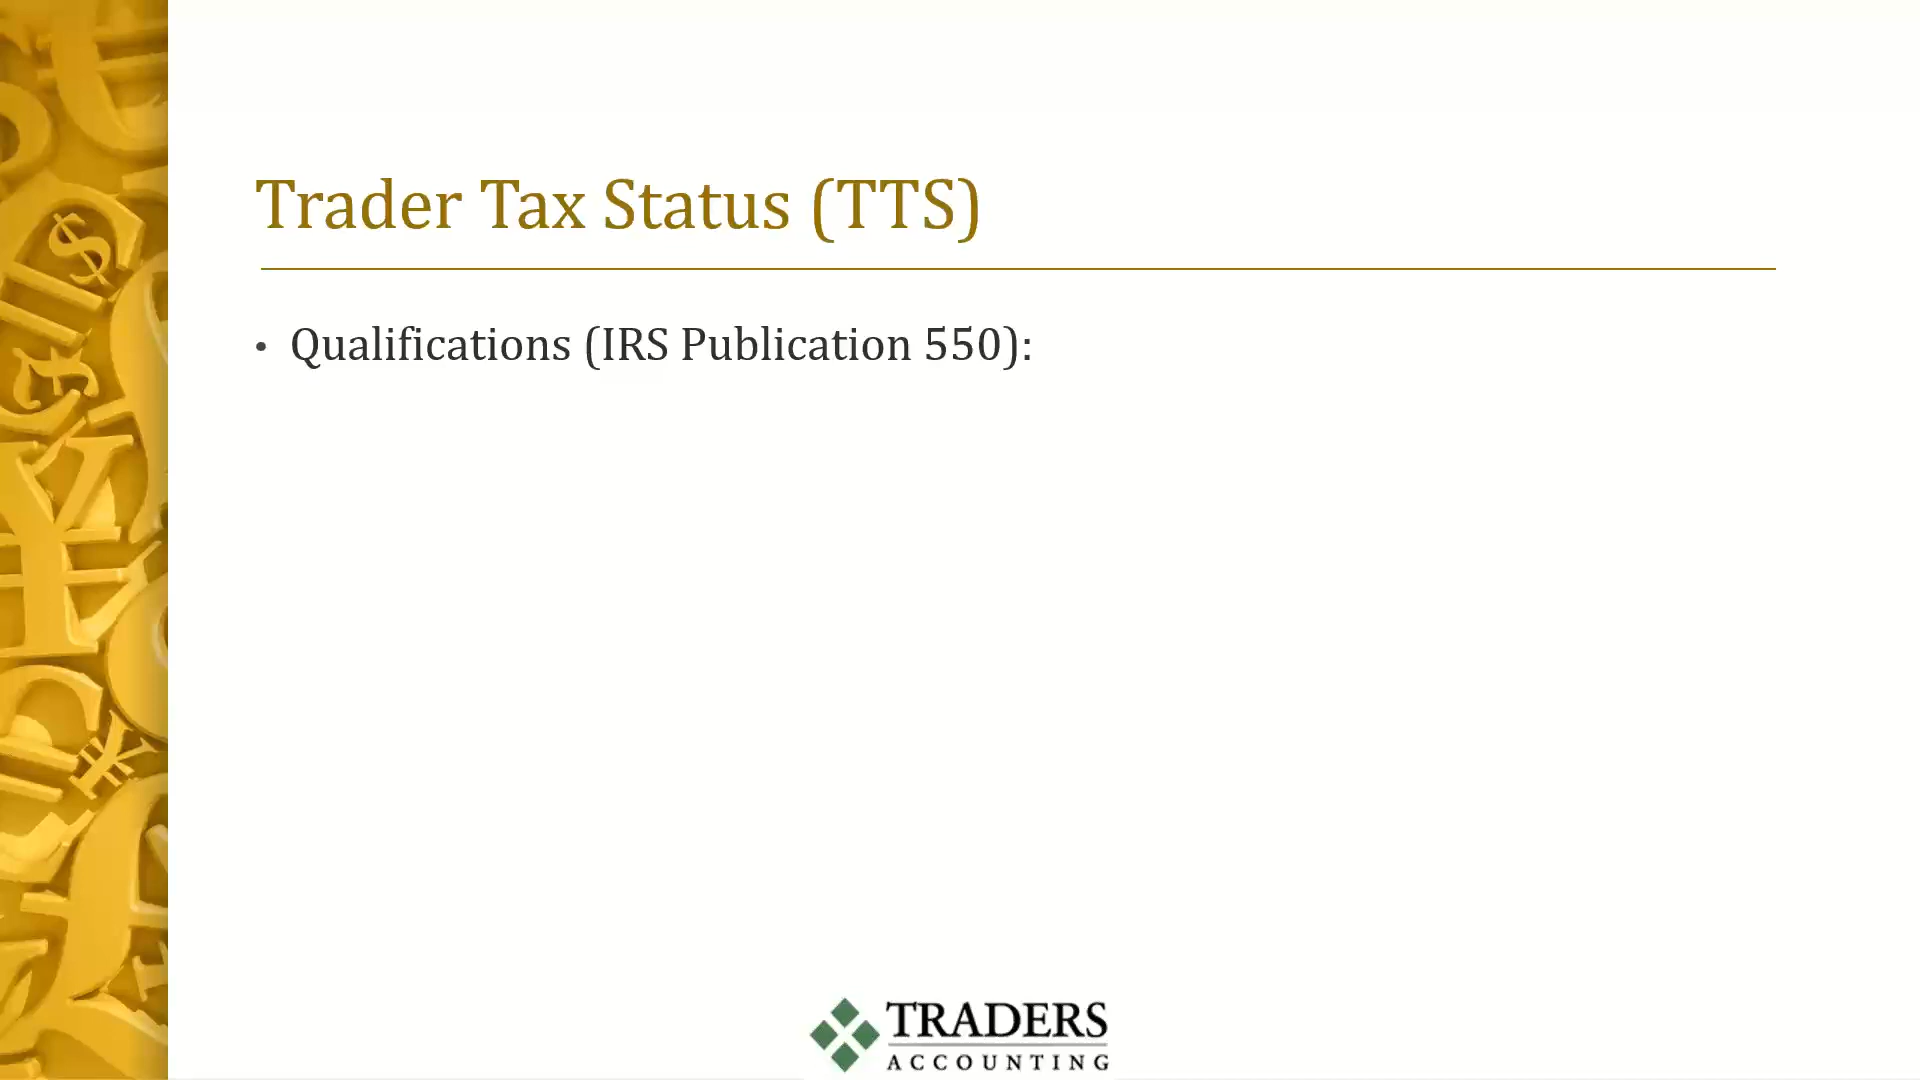 Trader Tax Status (TTS)
• Qualifications (IRS Publication 550):
TRADERS
ACCOUNTING